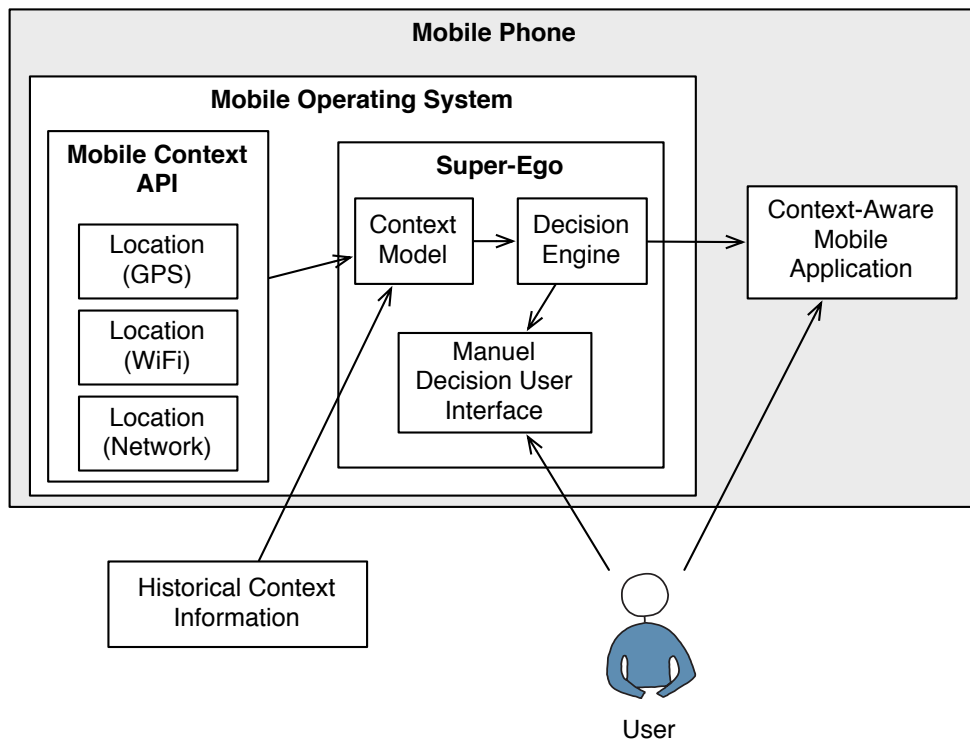 Mobile Phone
Mobile Operating System
Mobile Context
API
Location
(GPS)
Location
(WiFi)
Location
(Network)
Super-Ego
Context
Model
Decision
Engine
Manuel
Decision User
Interface
Context-Aware
Mobile
Application
Historical Context
Information
User